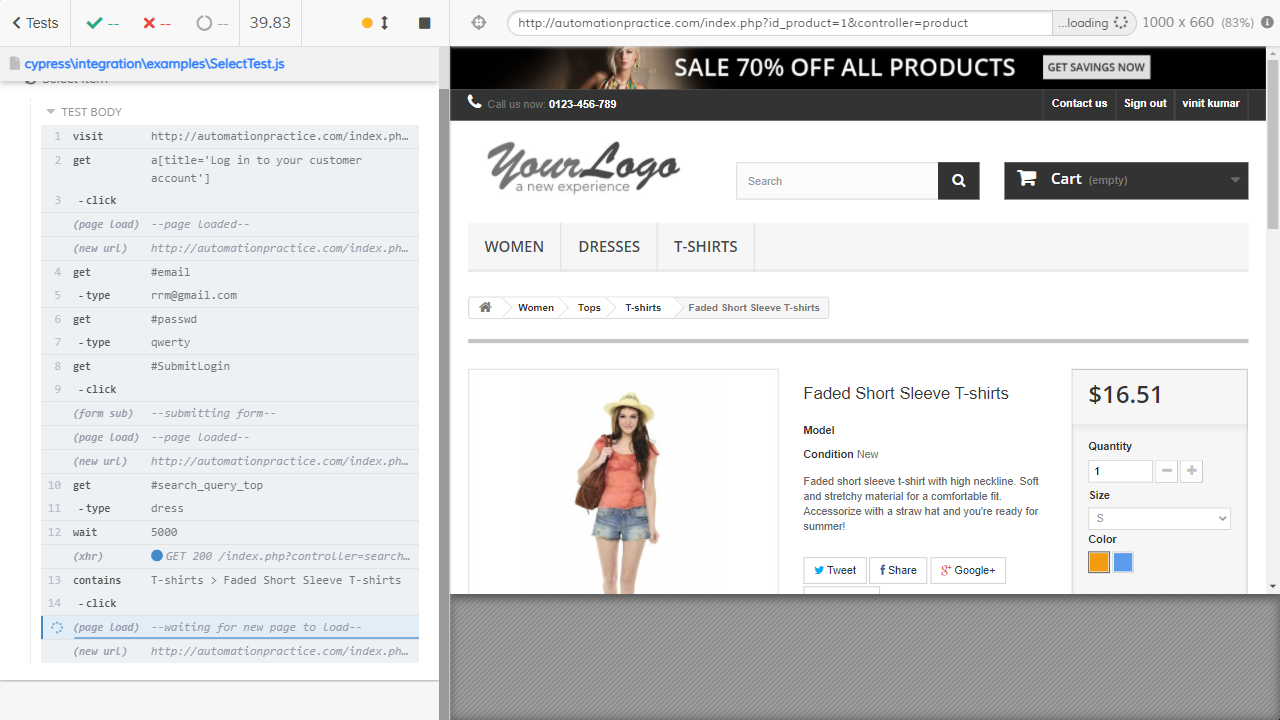 Tests
--
--
--
39.83
http://automationpractice.com/index.php?id_product=1&controller=product
...loading
1000 x 660 (83%)
cypress\integration\examples\SelectTest.js
Select Item
TEST BODY
1 visit http://automationpractice.com/index.ph…
2 get a[title='Log in to your customer
account']
3 -click
(page load) --page loaded--
(new url) http://automationpractice.com/index.ph…
4 get #email
5 -type rrm@gmail.com
6 get #passwd
7 -type qwerty
8 get #SubmitLogin
9 -click
(form sub) --submitting form--
(page load) --page loaded--
(new url) http://automationpractice.com/index.ph…
10 get #search_query_top
11 -type dress
12 wait 5000
(xhr) GET 200 /index.php?controller=search…
13 contains T-shirts > Faded Short Sleeve T-shirts
14 -click
(page load) --waiting for new page to load--
(new url) http://automationpractice.com/index.ph…
SALE 70% OFF ALL PRODUCTS
GET SAVINGS NOW
Call us now: 0123-456-789
Contact us
Sign out
vinit kumar
YourLogo
a new experience
Search
Cart (empty)
WOMEN
DRESSES
T-SHIRTS
Women
Tops
T-shirts
Faded Short Sleeve T-shirts
Faded Short Sleeve T-shirts
Model
Condition New
Faded short sleeve t-shirt with high neckline. Soft
and stretchy material for a comfortable fit.
Accessorize with a straw hat and you're ready for
summer!
Tweet
Share
Google+
$16.51
Quantity
1
Size
S
Color